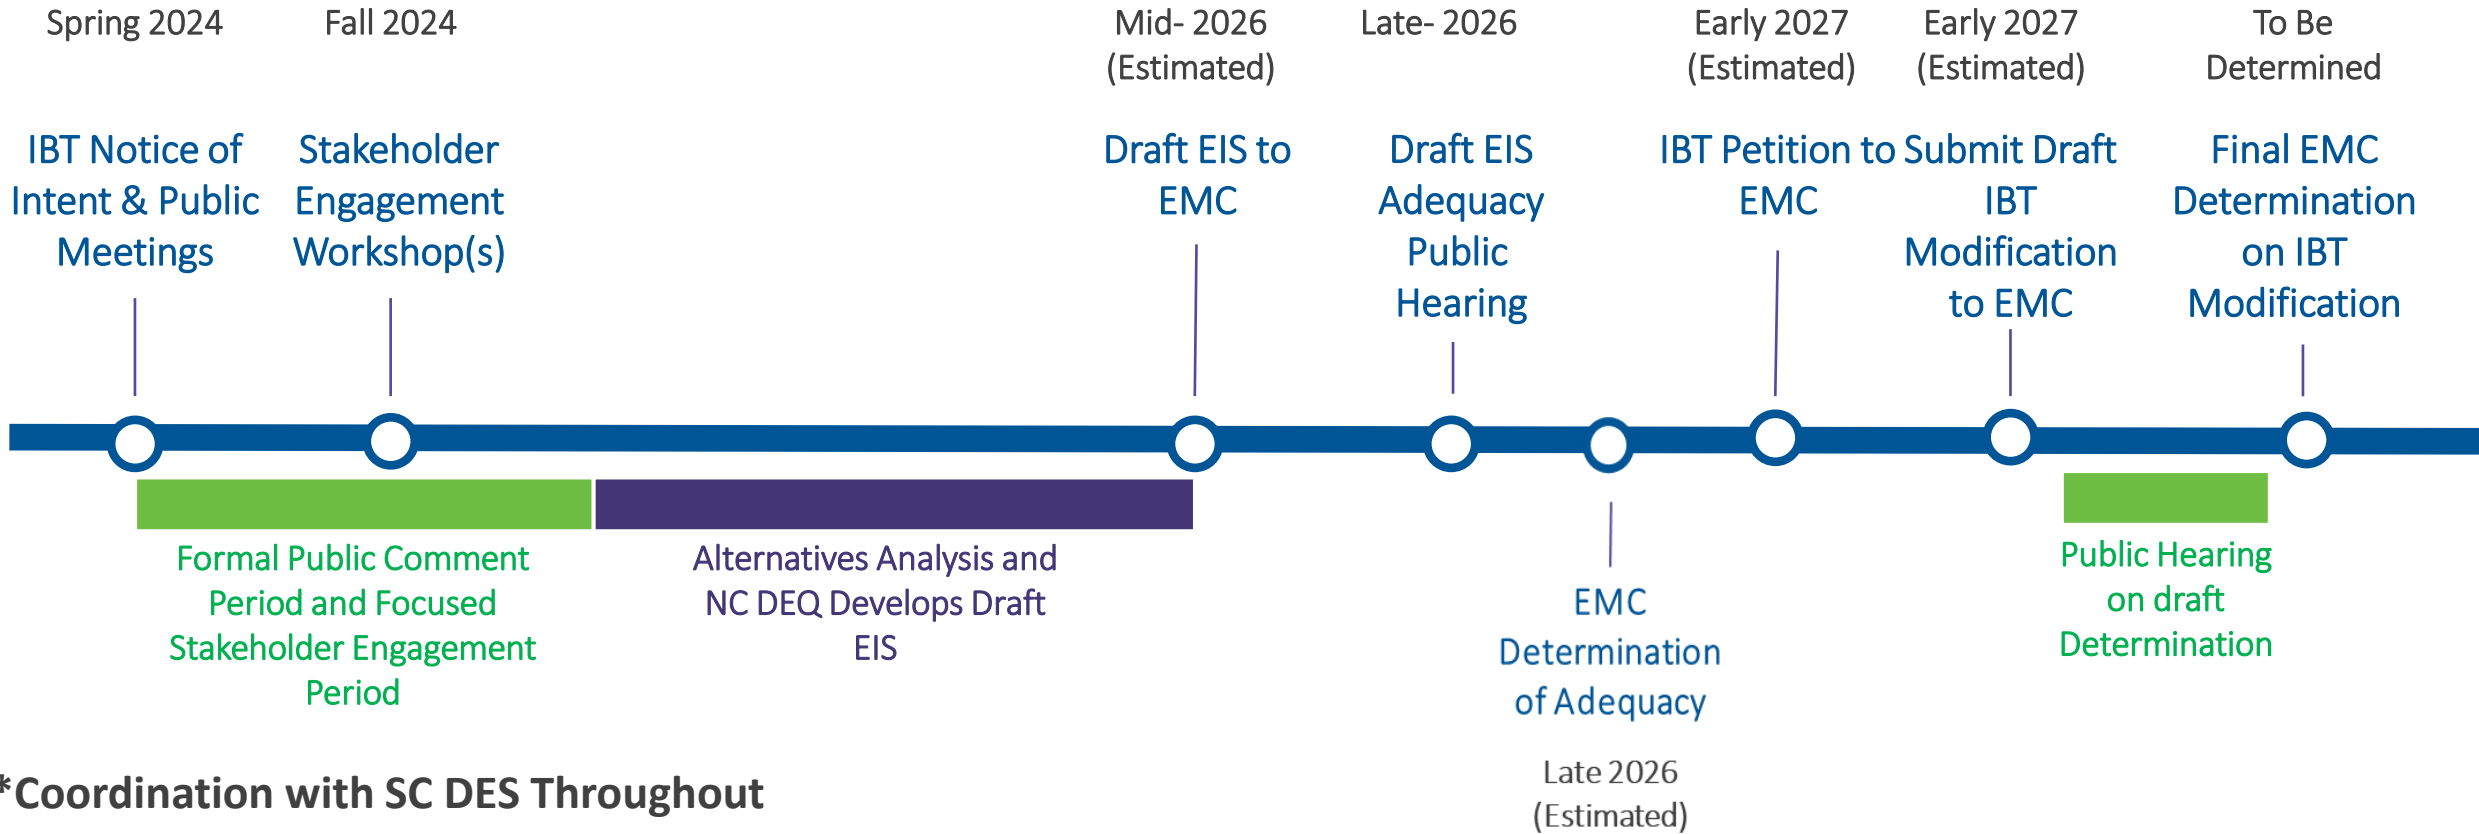 Spring 2024
IBT Notice of
Intent & Public
Meetings
Fall 2024
Stakeholder
Engagement
Workshop(s)
Mid- 2026
(Estimated)
Draft EIS to
EMC
Late- 2026
Draft EIS
Adequacy
Public
Hearing
Early 2027
(Estimated)
IBT Petition to
EMC
Early 2027
(Estimated)
Submit Draft
IBT
Modification
to EMC
To Be
Determined
Final EMC
Determination
on IBT
Modification
Formal Public Comment
Period and Focused
Stakeholder Engagement
Period
Alternatives Analysis and
NC DEQ Develops Draft
EIS
EMC
Determination
of Adequacy
Late 2026
(Estimated)
Public Hearing
on draft
Determination
*Coordination with SC DES Throughout